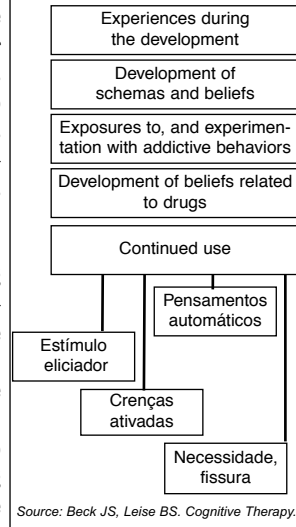 Experiences during
the development
Development of
schemas and beliefs
Exposures to, and experimen-
tation with addictive behaviors
Development of beliefs related
to drugs
Continued use
Pensamentos
automáticos
Estímulo
eliciador
Crenças
ativadas
Necessidade,
fissura
Source: Beck JS, Leise BS. Cognitive Therapy.